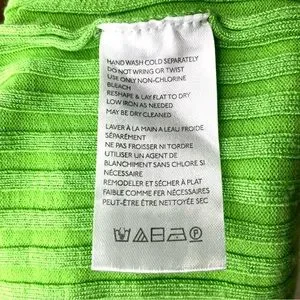 HAND WASH COLD SEPARATELY
DO NOT WRING OR TWIST
USE ONLY NON-CHLORINE
BLEACH
RESHAPE & LAY FLAT TO DRY
LOW IRON AS NEEDED
MAY BE DRY CLEANED
LAVER À LA MAIN A LEAU FROIDE
SÉPARÉMENT
NE PAS FROISSER NI TORDRE
UTILISER UN AGENT DE
BLANCHIMENT SANS CHLORE SI
NÉCESSAIRE
REMODELER ET SÉCHER À PLAT
FAIBLE COMME FER NÉCESSAIRES
PEUT-ÊTRE ÊTRE NETTOYÉE SEC